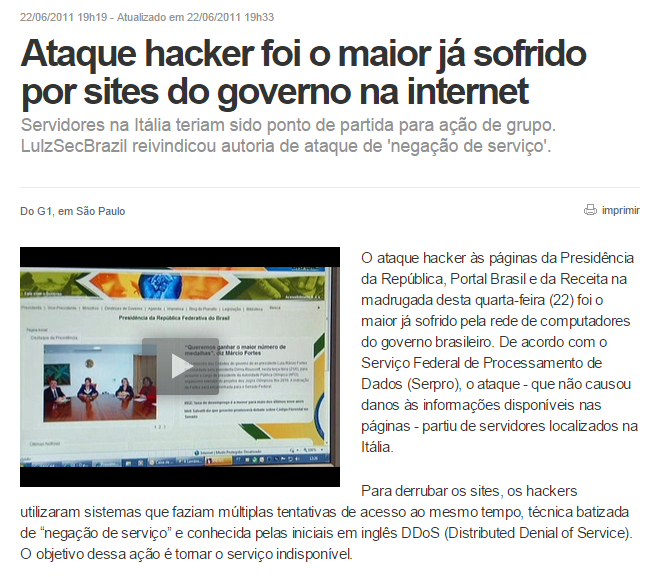 22/06/2011 19h19 - Atualizado em 22/06/2011 19h33
Ataque hacker foi o maior já sofrido
por sites do governo na internet
Servidores na Itália teriam sido ponto de partida para ação de grupo.
LulzSecBrazil reivindicou autoria de ataque de 'negação de serviço'.
Do G1, em São Paulo
imprimir
Presidência da República Federativa do Brasil
"Queremos ganhar o maior número de
medalhas", diz Márcio Fortes
O ataque hacker às páginas da Presidência
da República, Portal Brasil e da Receita na
madrugada desta quarta-feira (22) foi o
maior já sofrido pela rede de computadores
do governo brasileiro. De acordo com o
Serviço Federal de Processamento de
Dados (Serpro), o ataque - que não causou
danos às informações disponíveis nas
páginas - partiu de servidores localizados na
Itália.
Para derrubar os sites, os hackers
utilizaram sistemas que faziam múltiplas tentativas de acesso ao mesmo tempo, técnica batizada
de “negação de serviço” e conhecida pelas iniciais em inglês DDoS (Distributed Denial of Service).
O objetivo dessa ação é tornar o serviço indisponível.